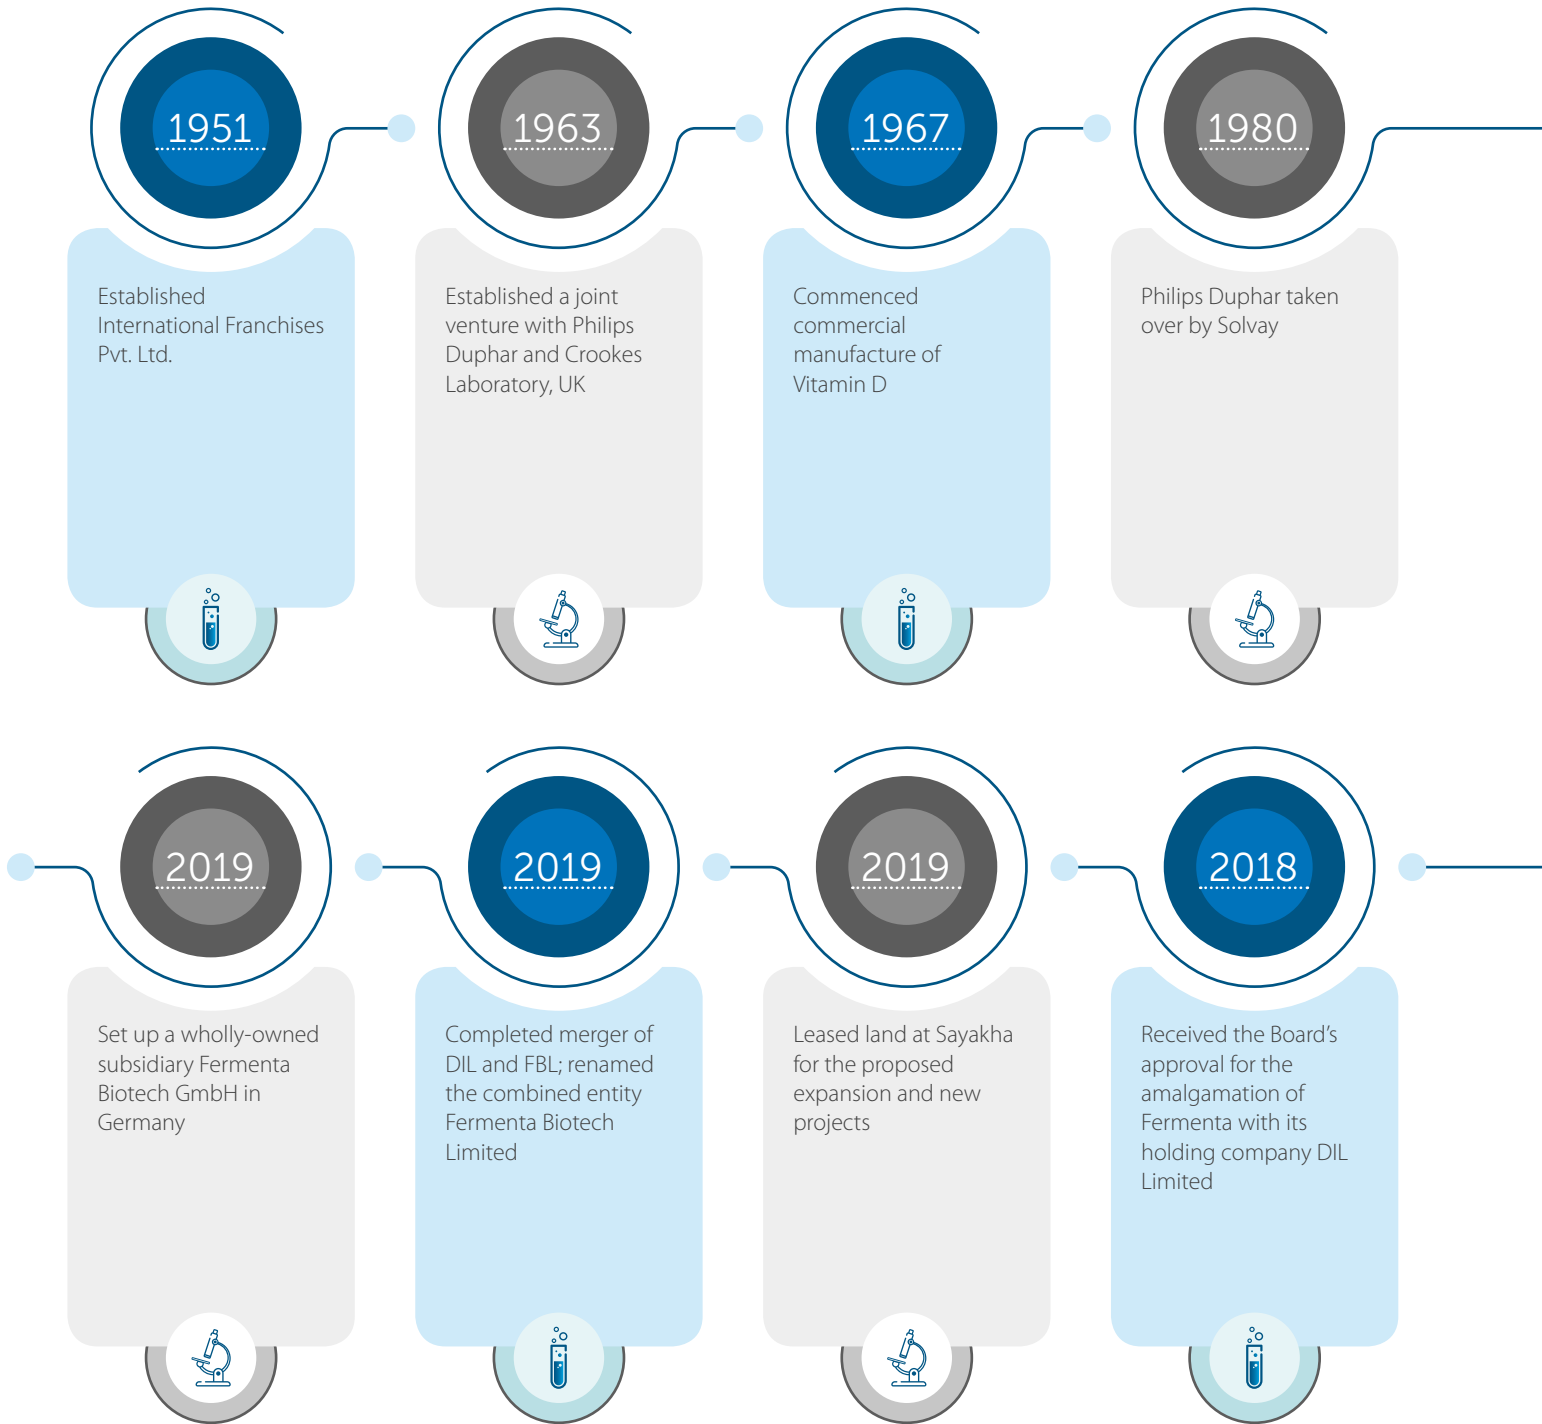 1951
Established
International Franchises
Pvt. Ltd.
1963
Established a joint
venture with Philips
Duphar and Crookes
Laboratory, UK
1967
Commenced
commercial
manufacture of
Vitamin D
1980
Philips Duphar taken
over by Solvay
2019
Set up a wholly-owned
subsidiary Fermenta
Biotech GmbH in
Germany
2019
Completed merger of
DIL and FBL; renamed
the combined entity
Fermenta Biotech
Limited
2019
Leased land at Sayakha
for the proposed
expansion and new
projects
2018
Received the Board’s
approval for the
amalgamation of
Fermenta with its
holding company DIL
Limited